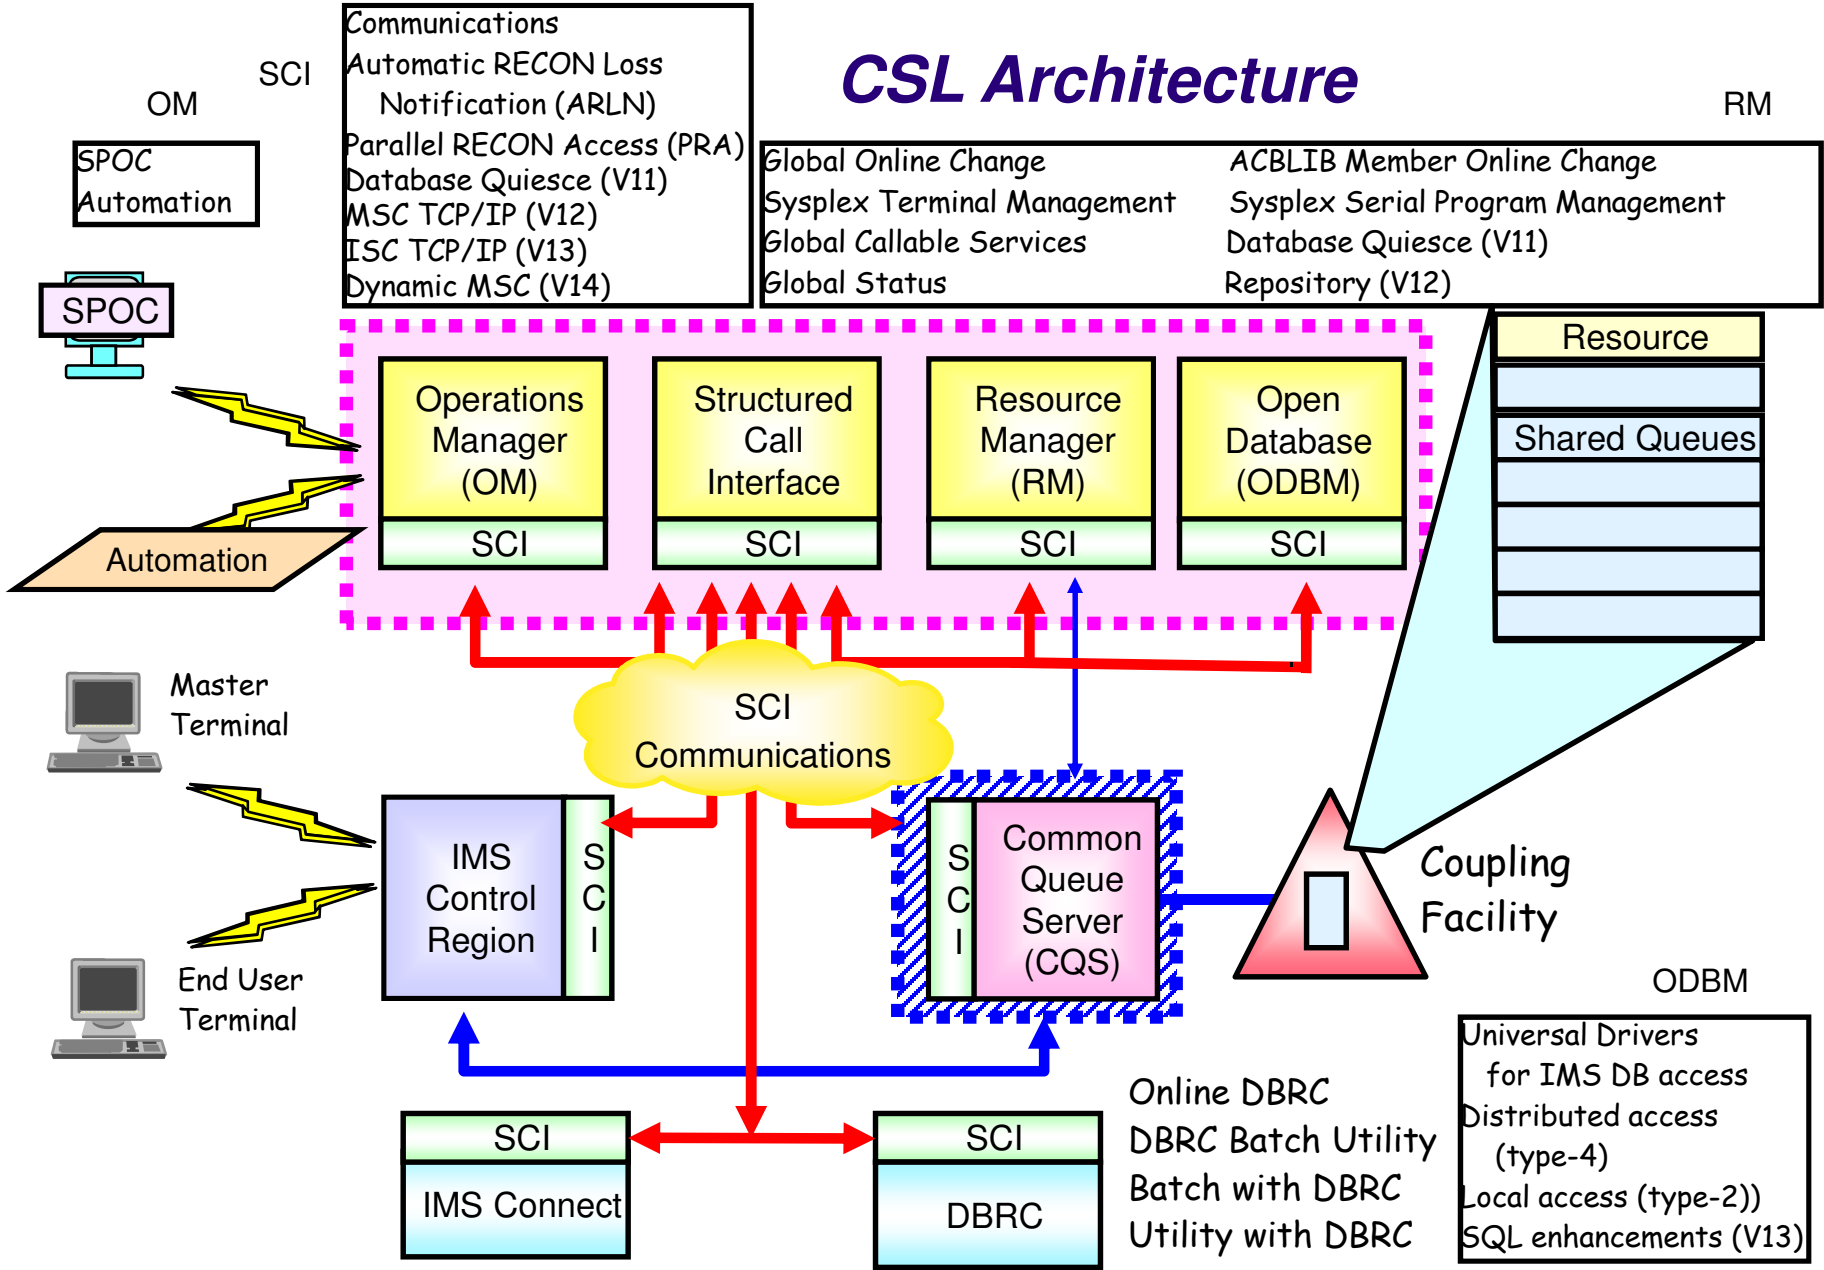 CSL Architecture
OM
SPOC
Automation
SCI
Communications
Automatic RECON Loss
Notification (ARLN)
Parallel RECON Access (PRA)
Database Quiesce (V11)
MSC TCP/IP (V12)
ISC TCP/IP (V13)
Dynamic MSC (V14)
RM
Global Online Change
Sysplex Terminal Management
Global Callable Services
Global Status
ACBLIB Member Online Change
Sysplex Serial Program Management
Database Quiesce (V11)
Repository (V12)
SPOC
Automation
Operations
Manager
(OM)
SCI
Structured
Call
Interface
SCI
Resource
Manager
(RM)
SCI
Open
Database
(ODBM)
SCI
Resource
Shared Queues
Master
Terminal
End User
Terminal
SCI
Communications
IMS
Control
Region
S
C
I
S
C
I
Common
Queue
Server
(CQS)
Coupling
Facility
SCI
IMS Connect
SCI
DBRC
Online DBRC
DBRC Batch Utility
Batch with DBRC
Utility with DBRC
ODBM
Universal Drivers
for IMS DB access
Distributed access
(type-4)
Local access (type-2))
SQL enhancements (V13)